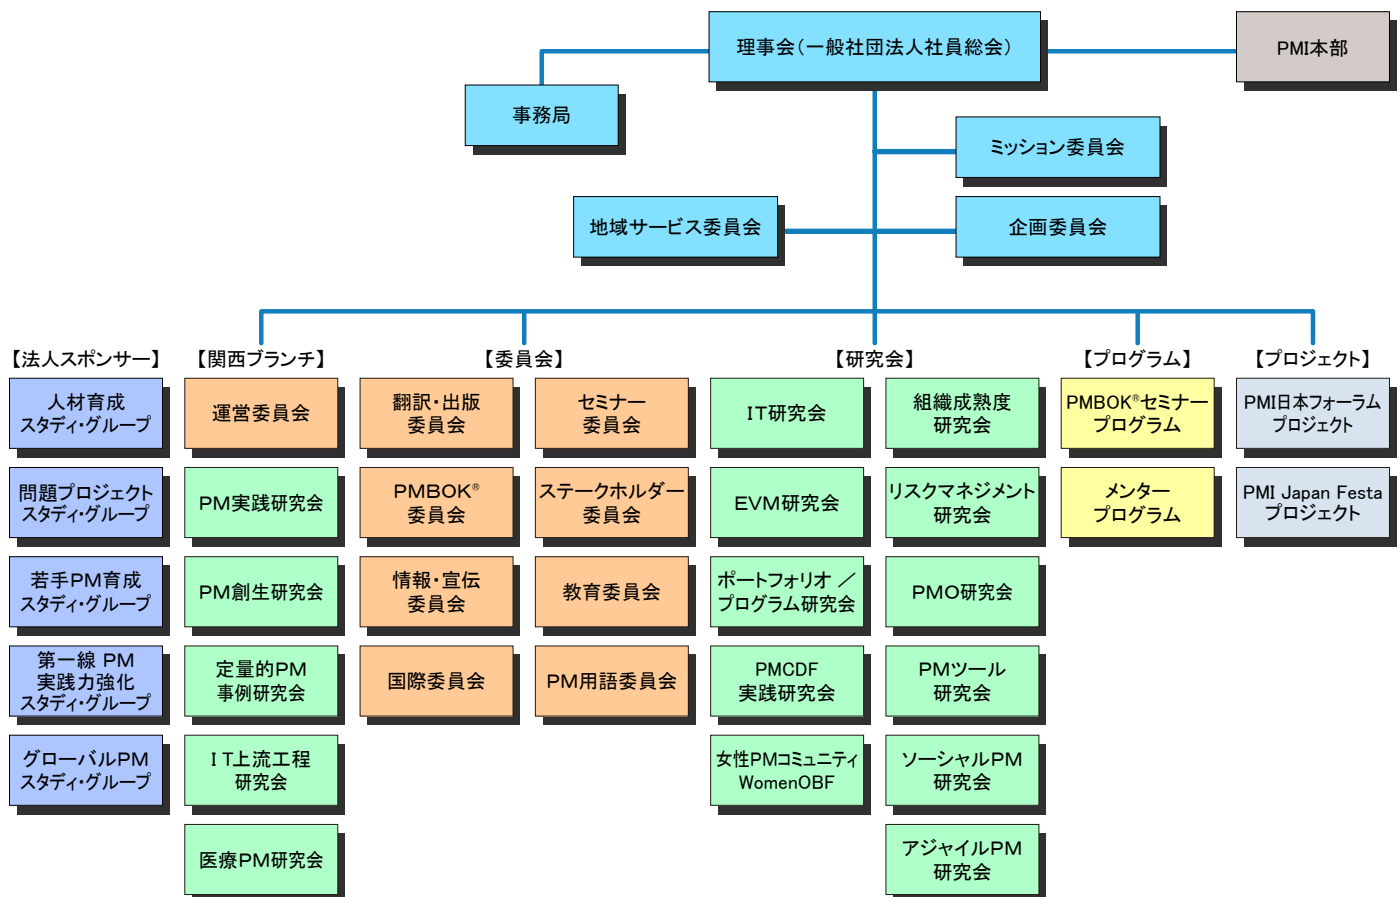 理事会(一般社団法人社員総会)
PMI本部
事務局
ミッション委員会
地域サービス委員会
企画委員会
【法人スポンサー】
人材育成
スタディ・グループ
問題プロジェクト
スタディ・グループ
若手PM育成
スタディ・グループ
第一線 PM
実践力強化
スタディ・グループ
グローバルPM
スタディ・グループ
【関西ブランチ】
運営委員会
PM実践研究会
PM創生研究会
定量的PM
事例研究会
IT上流工程
研究会
医療PM研究会
【委員会】
翻訳・出版
委員会
PMBOK®
委員会
情報・宣伝
委員会
国際委員会
セミナー
委員会
ステークホルダー
委員会
教育委員会
PM用語委員会
【研究会】
IT研究会
EVM研究会
ポートフォリオ／
プログラム研究会
PMCDF
実践研究会
女性PMコミュニティ
WomenOBF
組織成熟度
研究会
リスクマネジメント
研究会
PMO研究会
PMツール
研究会
ソーシャルPM
研究会
アジャイルPM
研究会
【プログラム】
PMBOK®セミナー
プログラム
メンター
プログラム
【プロジェクト】
PMI日本フォーラム
プロジェクト
PMI Japan Festa
プロジェクト